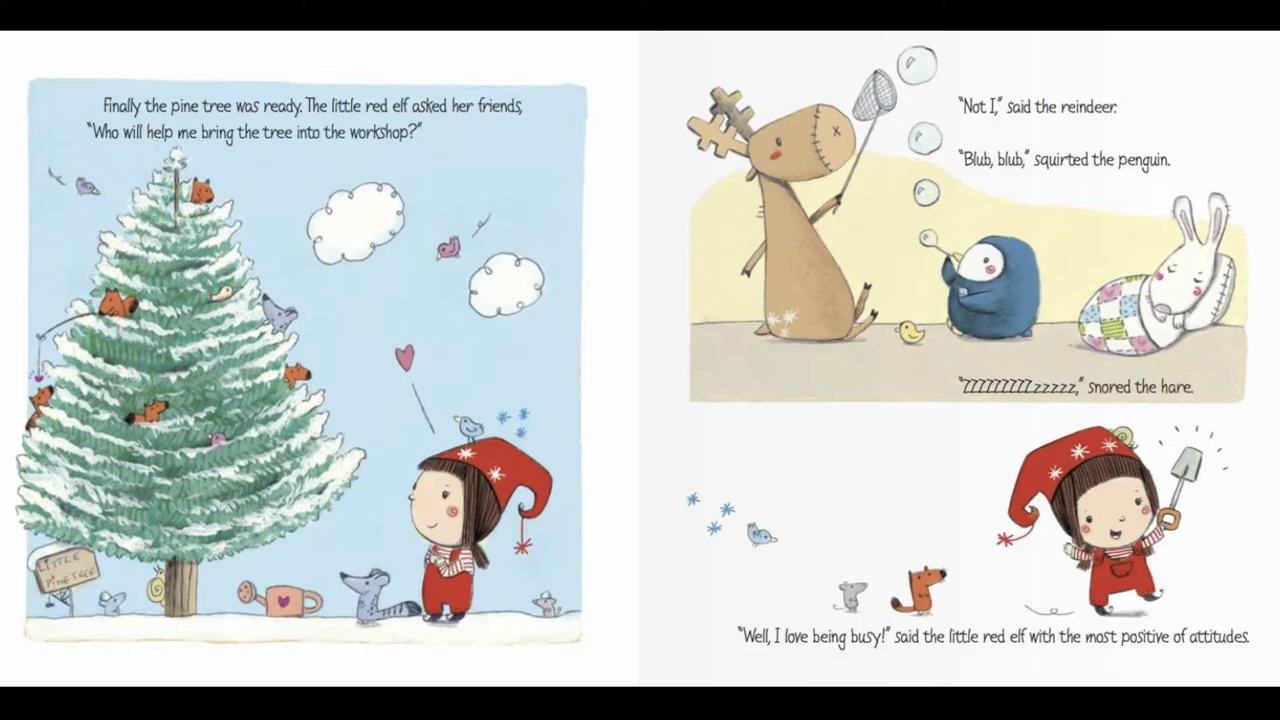 Finally the pine tree was ready. The little red elf asked her friends,
"Who will help me bring the tree into the workshop?"
LITTLE
PINE TREE
"Not I," said the reindeer.
"Blub, blub," squirted the penguin.
"ZZZZZZZZZzzzzz," snored the hare.
"Well, I love being busy!" said the little red elf with the most positive of attitudes.